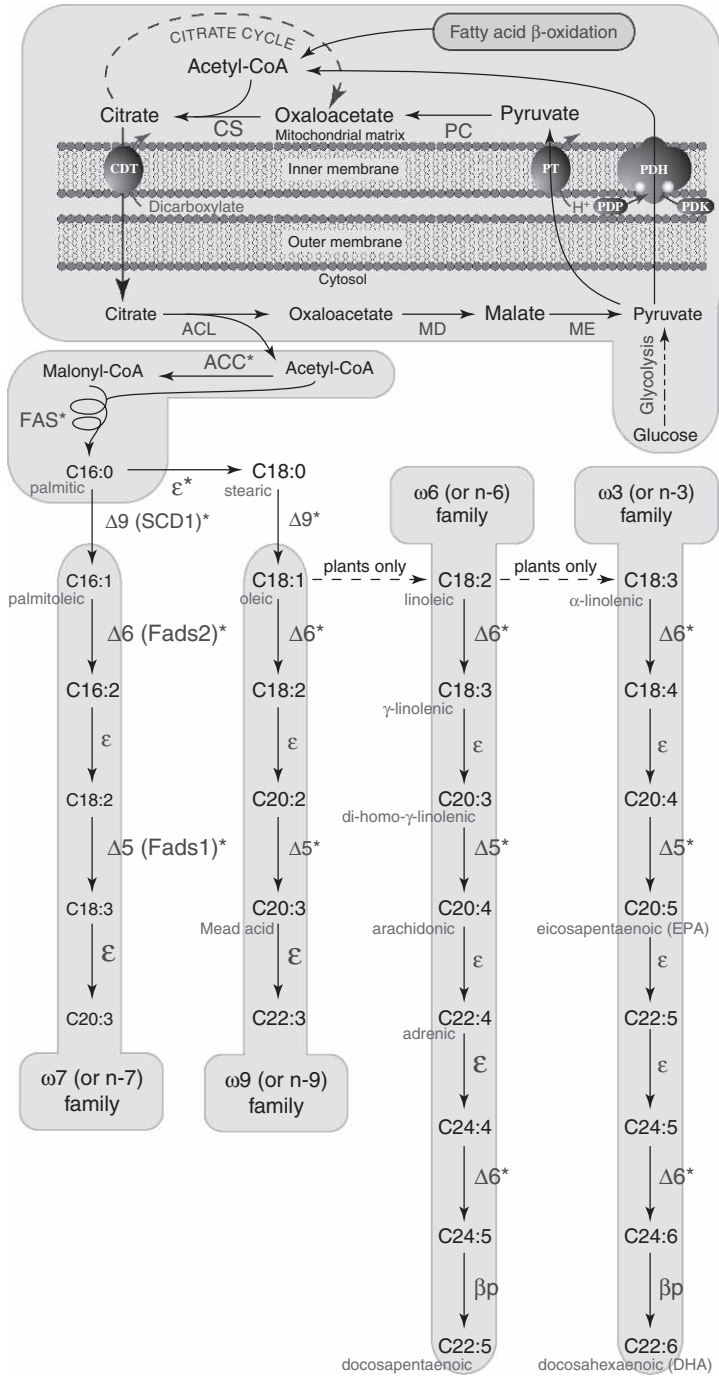 CITRATE CYCLE
Fatty acid β-oxidation
Acetyl-CoA
Citrate
CS
Oxaloacetate
PC
Pyruvate
Mitochondrial matrix
CDT
Inner membrane
PT
PDH
Dicarboxylate
H+
PDP
PDK
Outer membrane
Cytosol
Citrate
ACL
Oxaloacetate
MD
Malate
ME
Pyruvate
Malonyl-CoA
ACC*
Acetyl-CoA
Glycolysis
FAS*
Glucose
C16:0
palmitic
ε*
C18:0
stearic
ω6 (or n-6)
family
ω3 (or n-3)
family
Δ9 (SCD1)*
Δ9*
C16:1
palmitoleic
C18:1
oleic
plants only
C18:2
linoleic
plants only
C18:3
α-linolenic
Δ6 (Fads2)*
Δ6*
Δ6*
Δ6*
C16:2
C18:2
C18:3
γ-linolenic
C18:4
ε
ε
ε
ε
C18:2
C20:2
C20:3
di-homo-γ-linolenic
C20:4
Δ5 (Fads1)*
Δ5*
Δ5*
Δ5*
C18:3
C20:3
Mead acid
C20:4
arachidonic
C20:5
eicosapentaenoic (EPA)
ε
ε
ε
ε
C20:3
C22:3
C22:4
adrenic
C22:5
ω7 (or n-7)
family
ω9 (or n-9)
family
ε
ε
C24:4
C24:5
Δ6*
Δ6*
C24:5
C24:6
βp
βp
C22:5
docosapentaenoic
C22:6
docosahexaenoic (DHA)